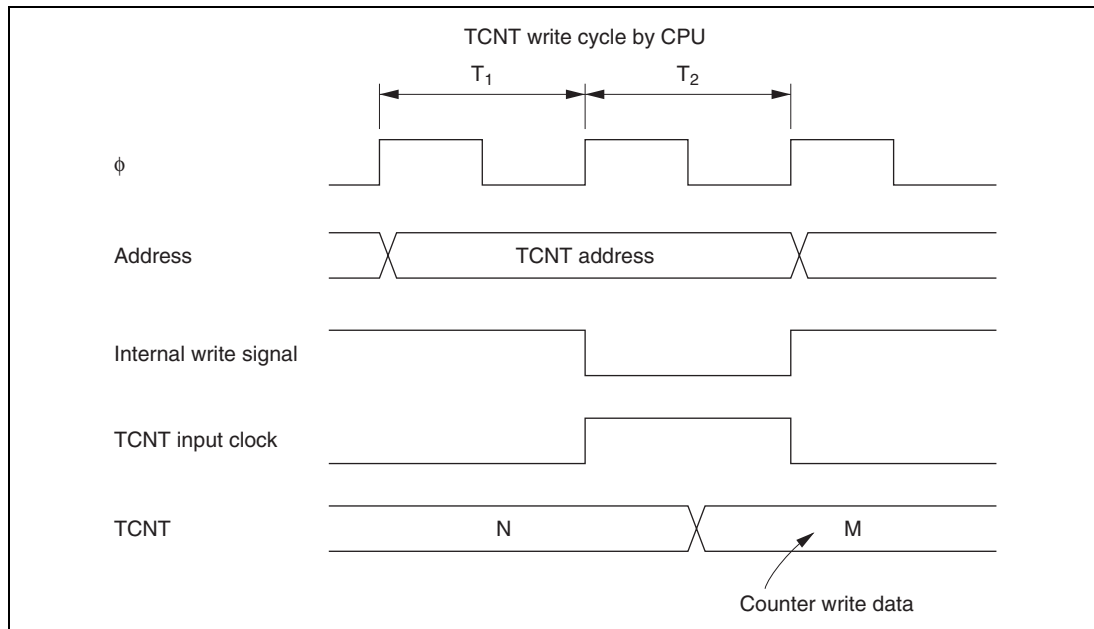 TCNT write cycle by CPU
T1 T2
ϕ
Address TCNT address
Internal write signal
TCNT input clock
TCNT N M
Counter write data